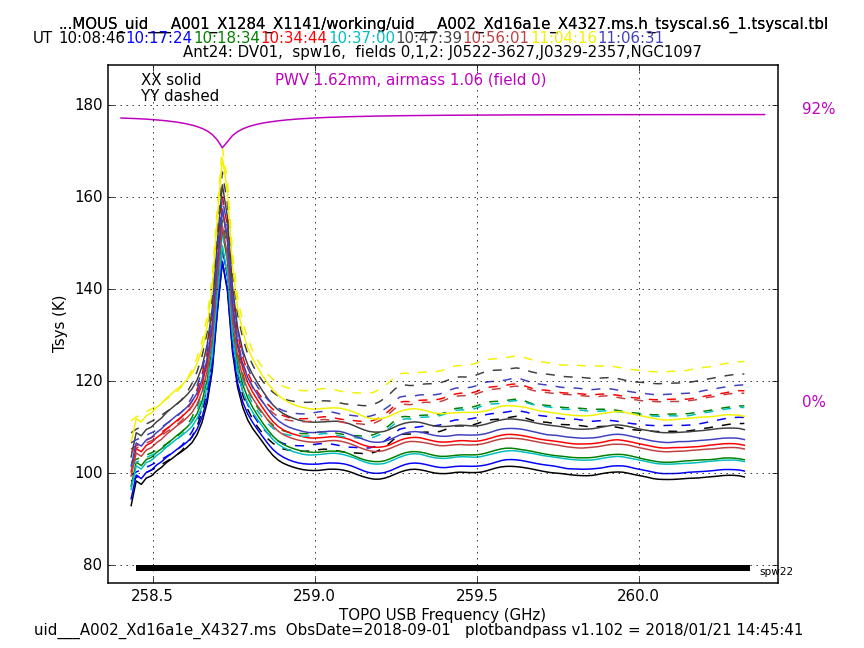 ...MOUS_uid___A001_X1284_X1141/working/uid___A002_Xd16a1e_X4327.ms.h_tsyscal.s6_1.tsyscal.tbl
UT 10:08:46 10:17:24 10:18:34 10:34:44 10:37:00 10:47:39 10:56:01 11:04:16 11:06:31
Ant24: DV01, spw16, fields 0,1,2: J0522-3627,J0329-2357,NGC1097
XX solid
YY dashed
PWV 1.62mm, airmass 1.06 (field 0)
92%
0%
Tsys (K)
180
160
140
120
100
80
spw22
258.5 259.0 259.5 260.0
TOPO USB Frequency (GHz)
uid___A002_Xd16a1e_X4327.ms ObsDate=2018-09-01 plotbandpass v1.102 = 2018/01/21 14:45:41